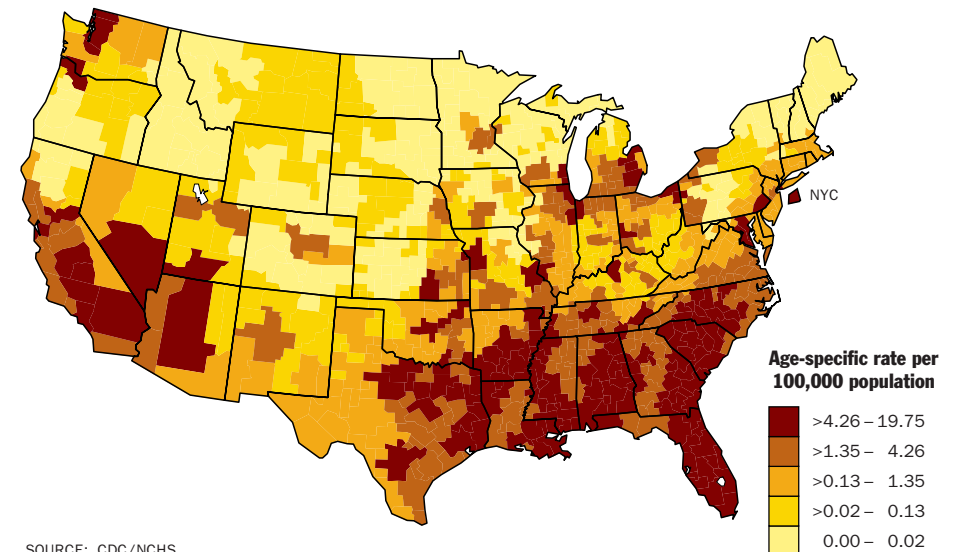 NYC
Age-specific rate per
100,000 population
>4.26 – 19.75
>1.35 – 4.26
>0.13 – 1.35
>0.02 – 0.13
0.00 – 0.02
SOURCE: CDC/NCHS